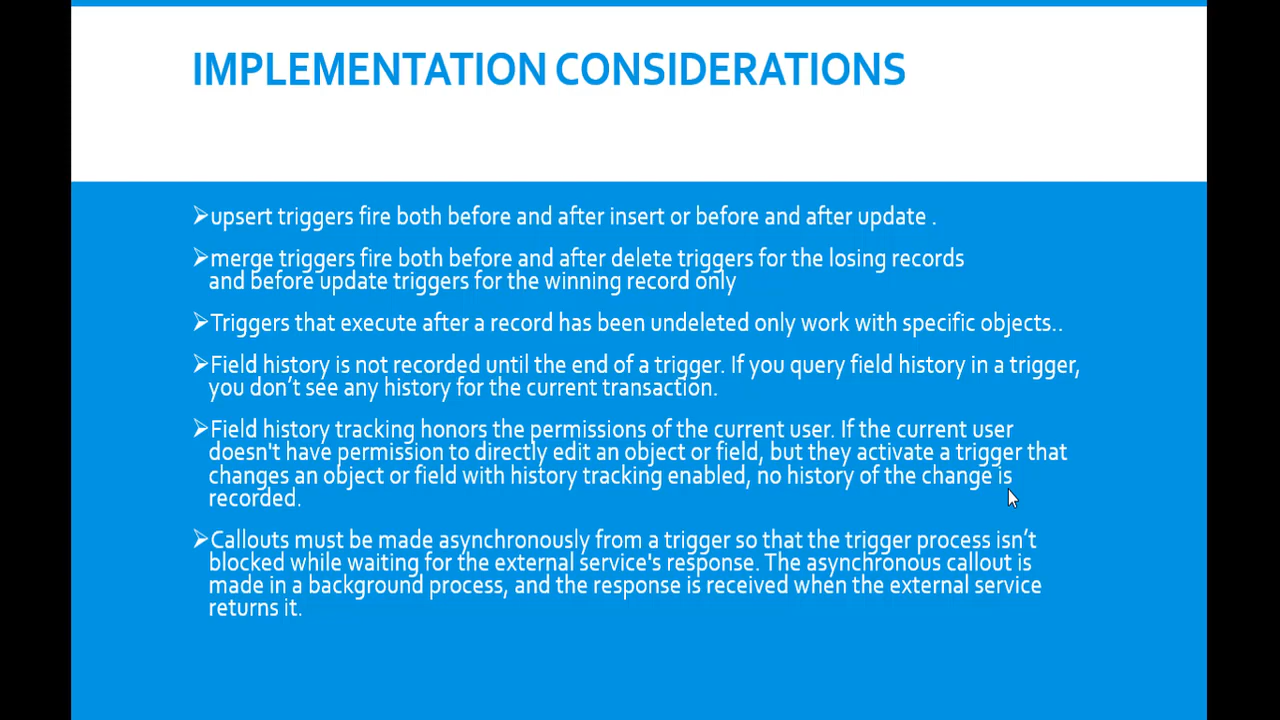 IMPLEMENTATION CONSIDERATIONS
➢upsert triggers fire both before and after insert or before and after update .
➢merge triggers fire both before and after delete triggers for the losing records
and before update triggers for the winning record only
➢Triggers that execute after a record has been undeleted only work with specific objects..
➢Field history is not recorded until the end of a trigger. If you query field history in a trigger,
you don’t see any history for the current transaction.
➢Field history tracking honors the permissions of the current user. If the current user
doesn't have permission to directly edit an object or field, but they activate a trigger that
changes an object or field with history tracking enabled, no history of the change is
recorded.
➢Callouts must be made asynchronously from a trigger so that the trigger process isn’t
blocked while waiting for the external service's response. The asynchronous callout is
made in a background process, and the response is received when the external service
returns it.